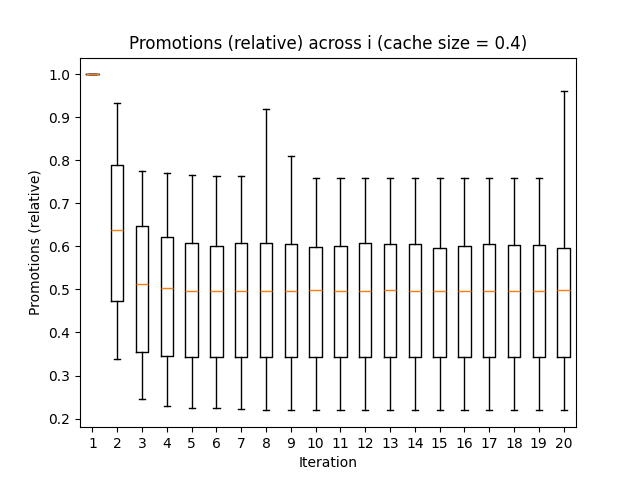 Promotions (relative) across i (cache size = 0.4)
1.0
0.9
0.8
0.7
0.6
0.5
0.4
0.3
0.2
Promotions (relative)
1 2 3 4 5 6 7 8 9 10 11 12 13 14 15 16 17 18 19 20
Iteration